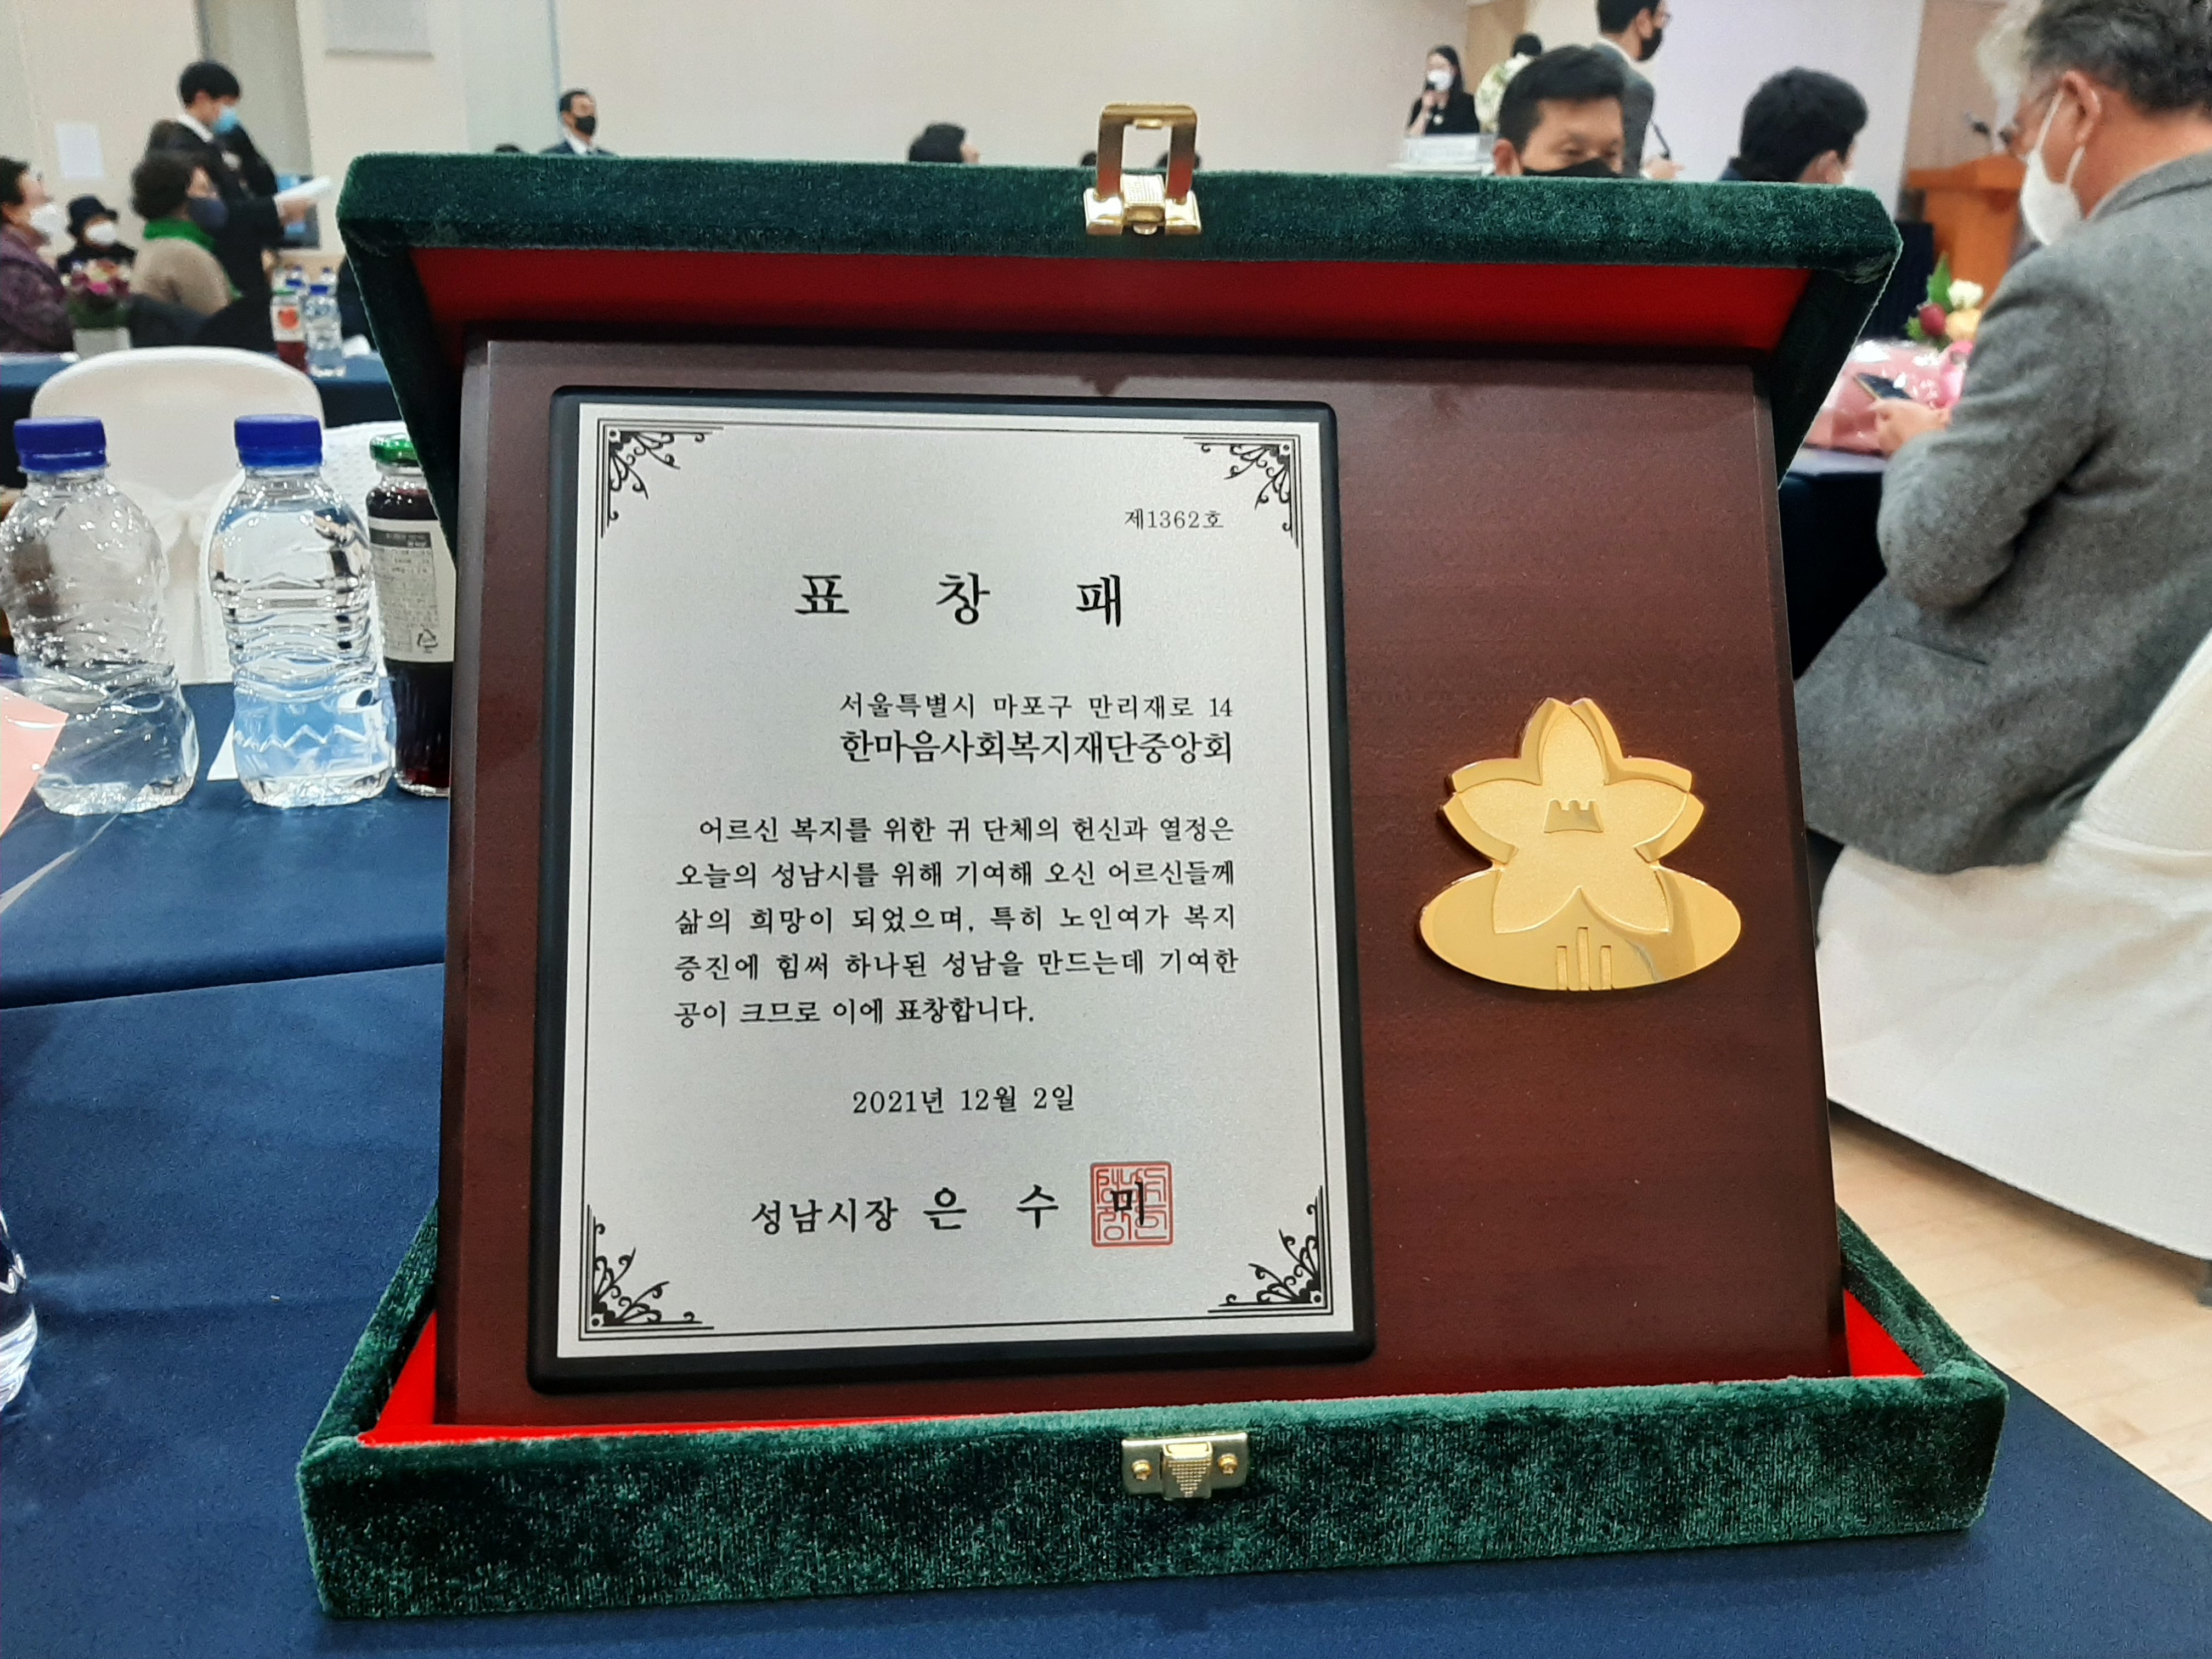 제1362호
표 창 패
서울특별시 마포구 만리재로 14
한마음사회복지재단중앙회
어르신 복지를 위한 귀 단체의 헌신과 열정은
오늘의 성남시를 위해 기여해 오신 어르신들께
삶의 희망이 되었으며, 특히 노인여가 복지
증진에 힘써 하나된 성남을 만드는데 기여한
공이 크므로 이에 표창합니다.
2021년 12월 2일
성남시장 은 수 미